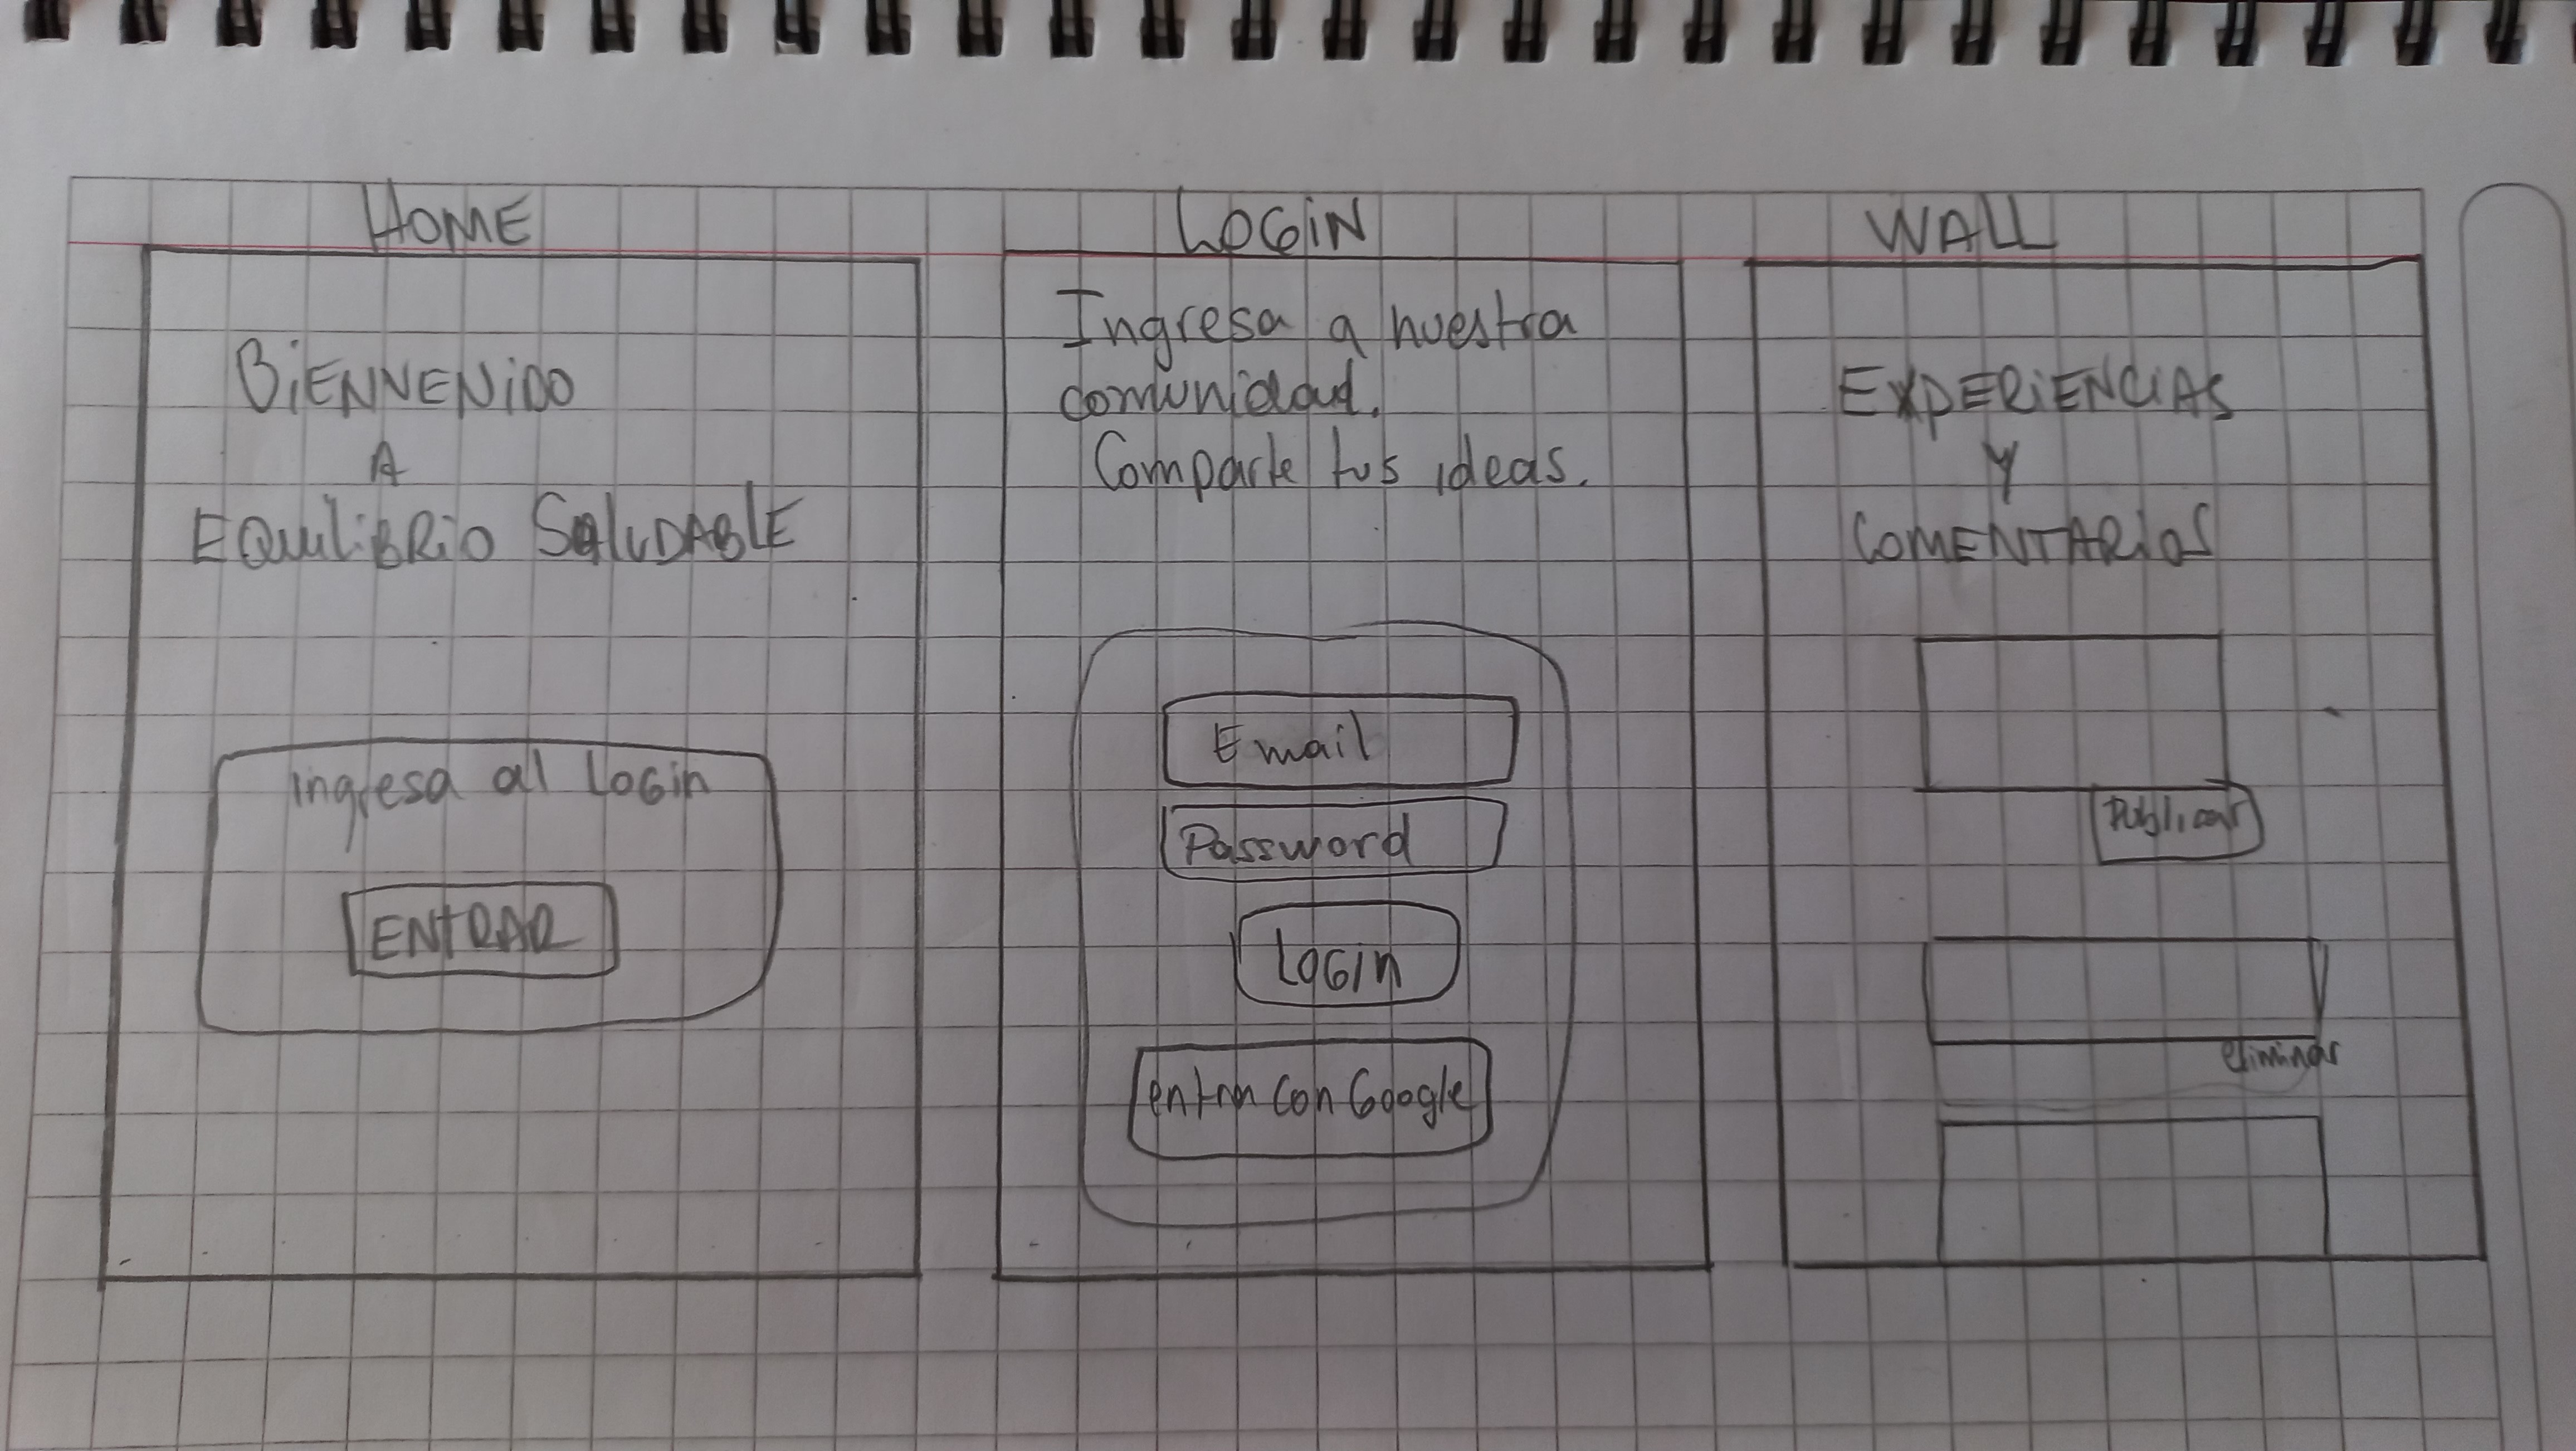 HOME
BiENNENiDO
A
EQuiLiBRio SALUDABLE
Ingresa al Login
ENTRAR
LOGiN
Ingresa a nuestra
comunidad.
Comparte tus ideas.
Email
Password
LOGIN
entra con Google
WALL
EXPERiENCiAS
Y
COMENTARiOS
Publicar
eliminar